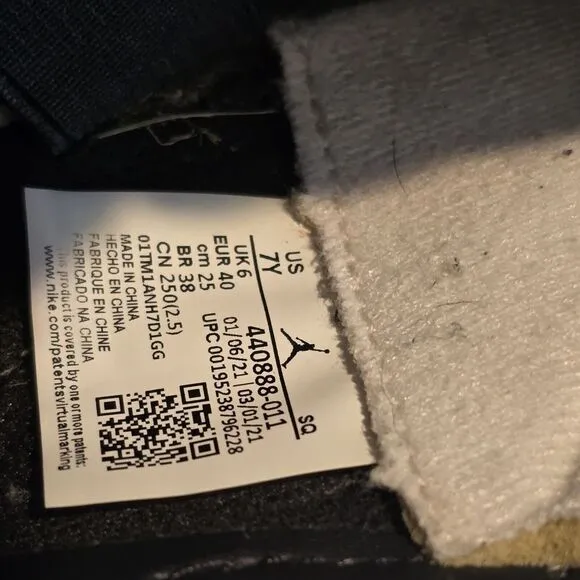 US
7Y
SQ
UK 6
EUR 40
cm 25
BR 38
CN 250(2.5)
440888-011
01/06/21 03/01/21
UPC 00195238796228
01TM1ANH7D1GG
MADE IN CHINA
HECHO EN CHINA
FABRIQUE EN CHINE
FABRICADO NA CHINA
This product is covered by one or more patents:
www.nike.com/patentsvirtualmarking